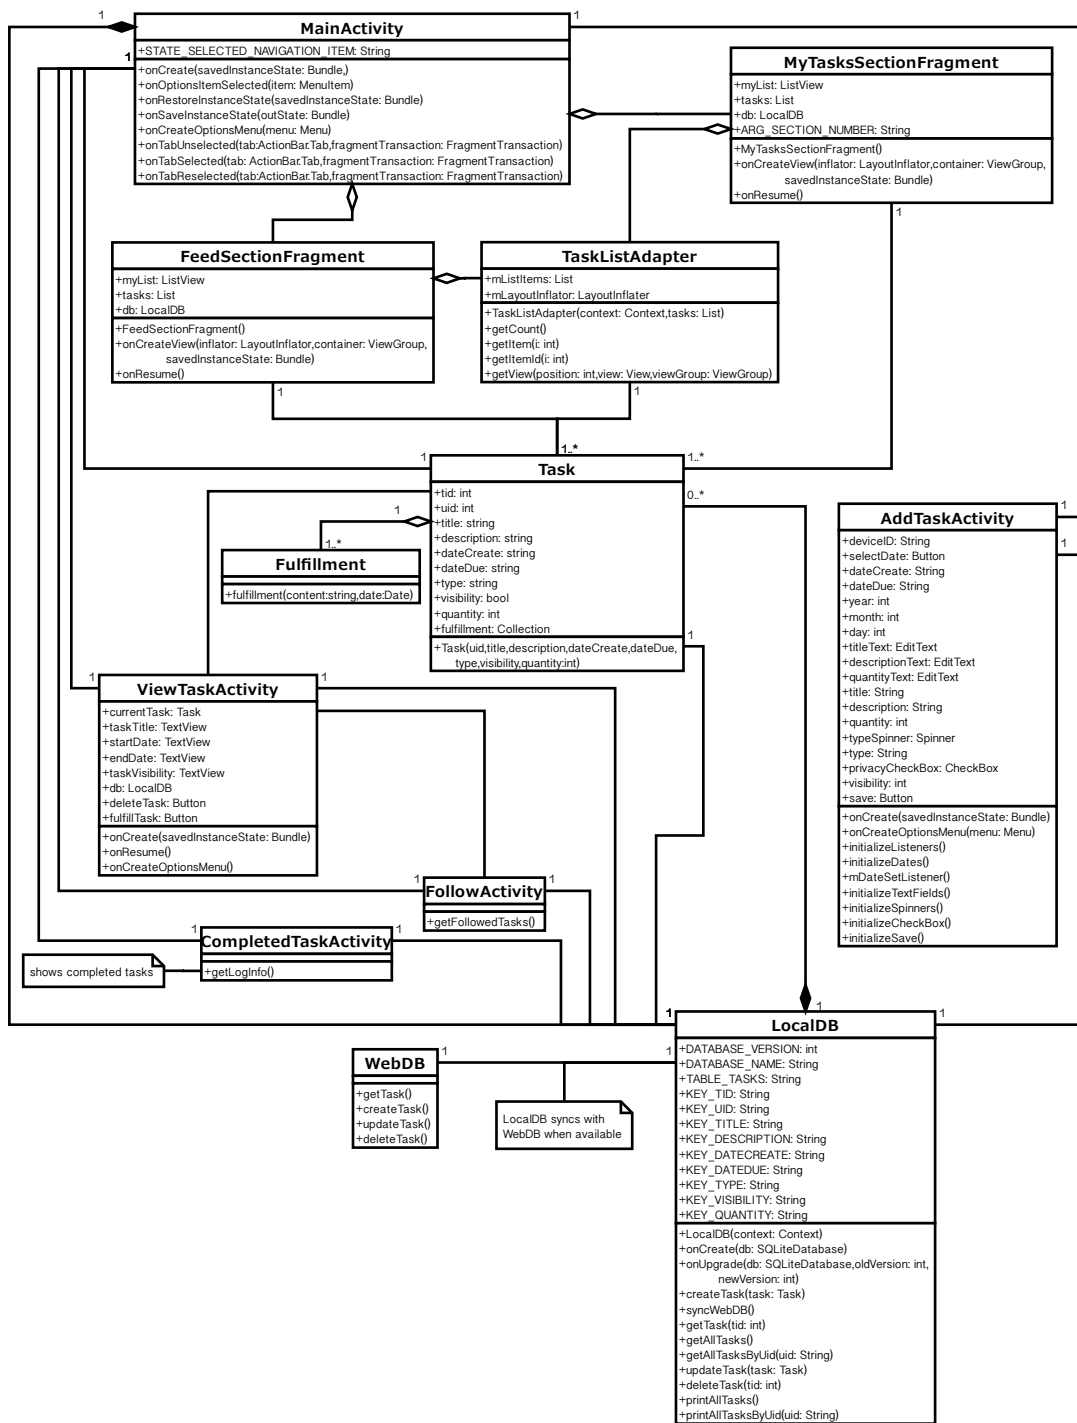 1
1
MainActivity
+STATE_SELECTED_NAVIGATION_ITEM: String
+onCreate(savedInstanceState: Bundle,)
+onOptionsItemSelected(item: MenuItem)
+onRestoreInstanceState(savedInstanceState: Bundle)
+onSaveInstanceState(outState: Bundle)
+onCreateOptionsMenu(menu: Menu)
+onTabUnselected(tab:ActionBar.Tab,fragmentTransaction: FragmentTransaction)
+onTabSelected(tab: ActionBar.Tab,fragmentTransaction: FragmentTransaction)
+onTabReselected(tab:ActionBar.Tab,fragmentTransaction: FragmentTransaction)
1
MyTasksSectionFragment
+myList: ListView
+tasks: List
+db: LocalDB
+ARG_SECTION_NUMBER: String
+MyTasksSectionFragment()
+onCreateView(inflator: LayoutInflator,container: ViewGroup,
savedInstanceState: Bundle)
+onResume()
1
FeedSectionFragment
+myList: ListView
+tasks: List
+db: LocalDB
+FeedSectionFragment()
+onCreateView(inflator: LayoutInflator,container: ViewGroup,
savedInstanceState: Bundle)
+onResume()
1
TaskListAdapter
+mListItems: List
+mLayoutInflator: LayoutInflater
+TaskListAdapter(context: Context,tasks: List)
+getCount()
+getItem(i: int)
+getItemId(i: int)
+getView(position: int,view: View,viewGroup: ViewGroup)
1
1..*
1
1..*
0..*
Task
+tid: int
+uid: int
+title: string
+description: string
+dateCreate: string
+dateDue: string
+type: string
+visibility: bool
+quantity: int
+fulfillment: Collection
+Task(uid,title,description,dateCreate,dateDue,
type,visibility,quantity:int)
1
1
1..*
Fulfillment
+fulfillment(content:string,date:Date)
AddTaskActivity
+deviceID: String
+selectDate: Button
+dateCreate: String
+dateDue: String
+year: int
+month: int
+day: int
+titleText: EditText
+descriptionText: EditText
+quantityText: EditText
+title: String
+description: String
+quantity: int
+typeSpinner: Spinner
+type: String
+privacyCheckBox: CheckBox
+visibility: int
+save: Button
+onCreate(savedInstanceState: Bundle)
+onCreateOptionsMenu(menu: Menu)
+initializeListeners()
+initializeDates()
+mDateSetListener()
+initializeTextFields()
+initializeSpinners()
+initializeCheckBox()
+initializeSave()
1
1
1
1
ViewTaskActivity
+currentTask: Task
+taskTitle: TextView
+startDate: TextView
+endDate: TextView
+taskVisibility: TextView
+db: LocalDB
+deleteTask: Button
+fulfillTask: Button
+onCreate(savedInstanceState: Bundle)
+onResume()
+onCreateOptionsMenu()
1
1
FollowActivity
+getFollowedTasks()
1
1
CompletedTaskActivity
+getLogInfo()
shows completed tasks
1
1
1
LocalDB
+DATABASE_VERSION: int
+DATABASE_NAME: String
+TABLE_TASKS: String
+KEY_TID: String
+KEY_UID: String
+KEY_TITLE: String
+KEY_DESCRIPTION: String
+KEY_DATECREATE: String
+KEY_DATEDUE: String
+KEY_TYPE: String
+KEY_VISIBILITY: String
+KEY_QUANTITY: String
+LocalDB(context: Context)
+onCreate(db: SQLiteDatabase)
+onUpgrade(db: SQLiteDatabase,oldVersion: int,
newVersion: int)
+createTask(task: Task)
+syncWebDB()
+getTask(tid: int)
+getAllTasks()
+getAllTasksByUid(uid: String)
+updateTask(task: Task)
+deleteTask(tid: int)
+printAllTasks()
+printAllTasksByUid(uid: String)
1
1
WebDB
+getTask()
+createTask()
+updateTask()
+deleteTask()
LocalDB syncs with
WebDB when available